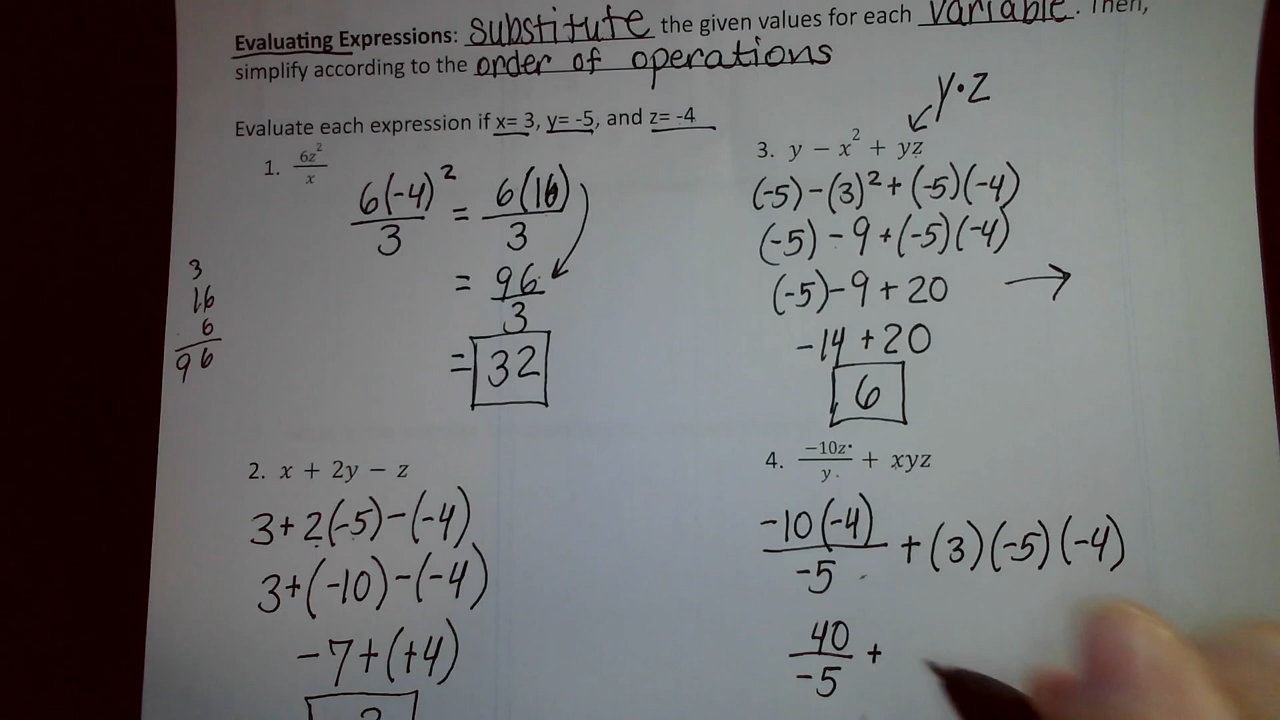 Evaluating Expressions: substitute the given values for each variable. Then,
simplify according to the order of operations
Evaluate each expression if x= 3, y= -5, and z= -4
1. 6z²/x
6(-4)²/3 = 6(16)/3
= 96/3
= 32
3
16
6
96
2. x + 2y − z
3+2(-5)-(-4)
3+(-10)-(-4)
-7+(+4)
y·z
3. y − x² + yz
(-5)-(3)²+(-5)(-4)
(-5)-9+(-5)(-4)
(-5)-9+20 →
-14+20
6
4. −10z/y + xyz
-10(-4)/-5 +(3)(-5)(-4)
40/-5 +